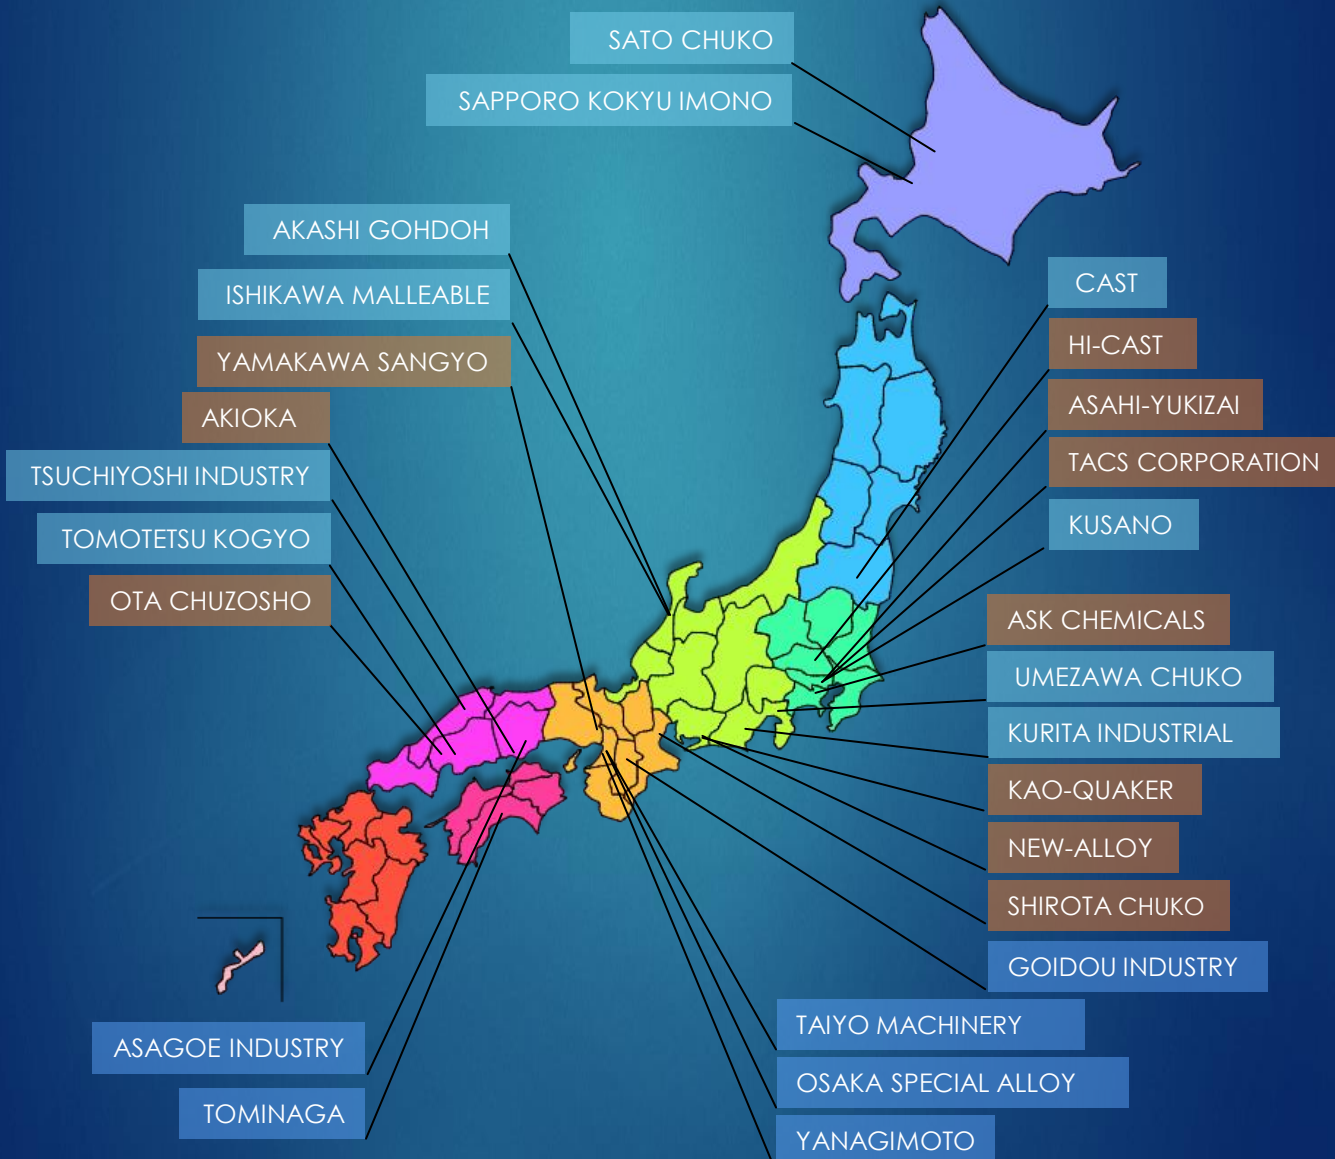 SATO CHUKO
SAPPORO KOKYU IMONO
AKASHI GOHDOH
ISHIKAWA MALLEABLE
YAMAKAWA SANGYO
AKIOKA
TSUCHIYOSHI INDUSTRY
TOMOTETSU KOGYO
OTA CHUZOSHO
CAST
HI-CAST
ASAHI-YUKIZAI
TACS CORPORATION
KUSANO
ASK CHEMICALS
UMEZAWA CHUKO
KURITA INDUSTRIAL
KAO-QUAKER
NEW-ALLOY
SHIROTA CHUKO
GOIDOU INDUSTRY
ASAGOE INDUSTRY
TOMINAGA
TAIYO MACHINERY
OSAKA SPECIAL ALLOY
YANAGIMOTO